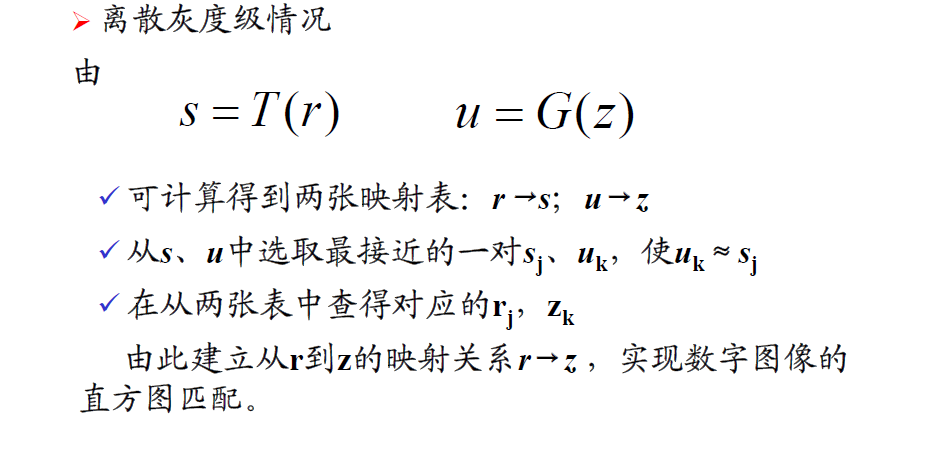 ➢ 离散灰度级情况
由
s = T(r) u = G(z)
✓ 可计算得到两张映射表：r→s；u→z
✓ 从s、u中选取最接近的一对sj、uk，使uk ≈ sj
✓ 在从两张表中查得对应的rj，zk
由此建立从r到z的映射关系r→z ，实现数字图像的
直方图匹配。